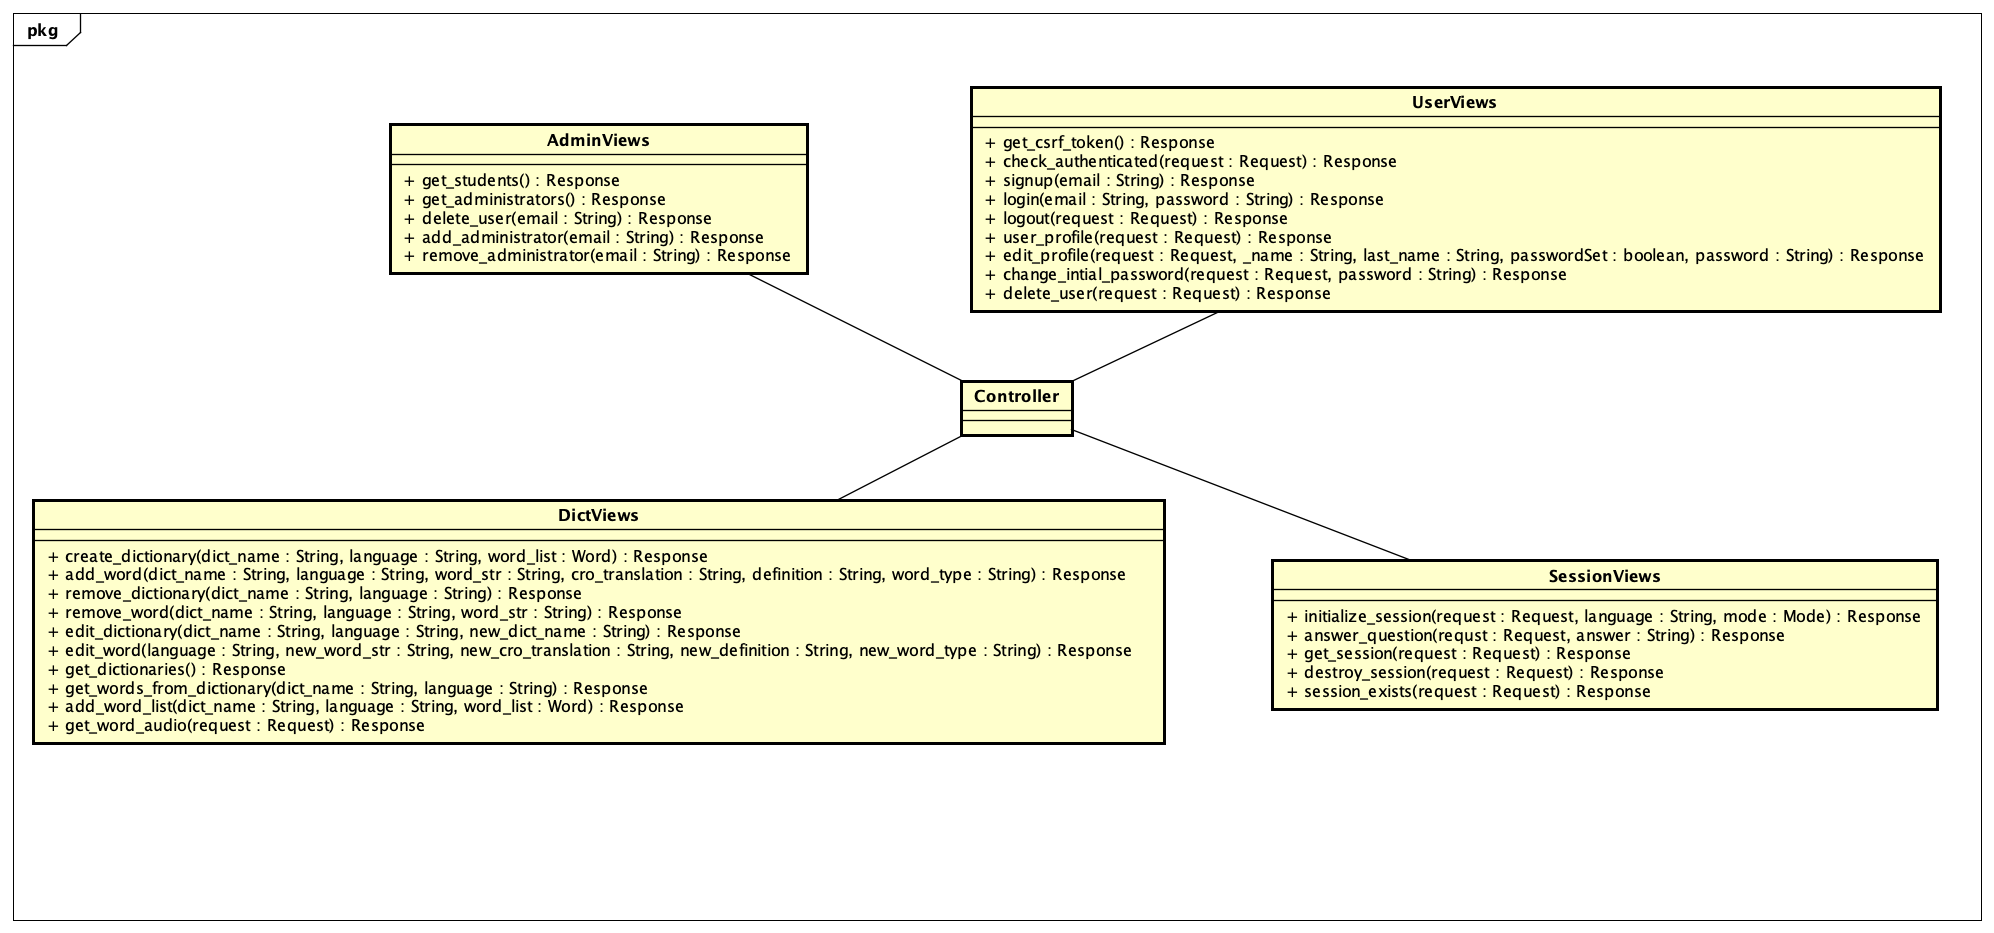 pkg
AdminViews
+ get_students() : Response
+ get_administrators() : Response
+ delete_user(email : String) : Response
+ add_administrator(email : String) : Response
+ remove_administrator(email : String) : Response
UserViews
+ get_csrf_token() : Response
+ check_authenticated(request : Request) : Response
+ signup(email : String) : Response
+ login(email : String, password : String) : Response
+ logout(request : Request) : Response
+ user_profile(request : Request) : Response
+ edit_profile(request : Request, _name : String, last_name : String, passwordSet : boolean, password : String) : Response
+ change_intial_password(request : Request, password : String) : Response
+ delete_user(request : Request) : Response
Controller
DictViews
+ create_dictionary(dict_name : String, language : String, word_list : Word) : Response
+ add_word(dict_name : String, language : String, word_str : String, cro_translation : String, definition : String, word_type : String) : Response
+ remove_dictionary(dict_name : String, language : String) : Response
+ remove_word(dict_name : String, language : String, word_str : String) : Response
+ edit_dictionary(dict_name : String, language : String, new_dict_name : String) : Response
+ edit_word(language : String, new_word_str : String, new_cro_translation : String, new_definition : String, new_word_type : String) : Response
+ get_dictionaries() : Response
+ get_words_from_dictionary(dict_name : String, language : String) : Response
+ add_word_list(dict_name : String, language : String, word_list : Word) : Response
+ get_word_audio(request : Request) : Response
SessionViews
+ initialize_session(request : Request, language : String, mode : Mode) : Response
+ answer_question(requst : Request, answer : String) : Response
+ get_session(request : Request) : Response
+ destroy_session(request : Request) : Response
+ session_exists(request : Request) : Response